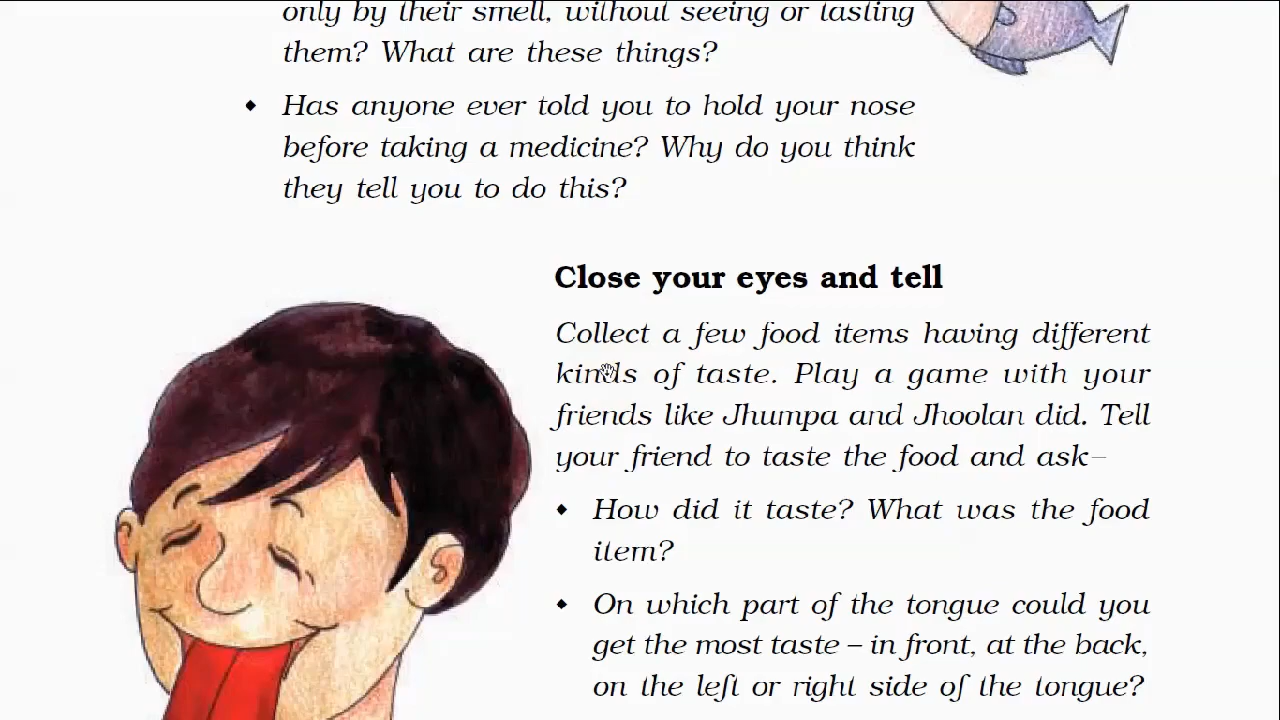 only by their smell, without seeing or tasting
them? What are these things?
◆ Has anyone ever told you to hold your nose
before taking a medicine? Why do you think
they tell you to do this?
Close your eyes and tell
Collect a few food items having different
kinds of taste. Play a game with your
friends like Jhumpa and Jhoolan did. Tell
your friend to taste the food and ask–
◆ How did it taste? What was the food
item?
◆ On which part of the tongue could you
get the most taste – in front, at the back,
on the left or right side of the tongue?